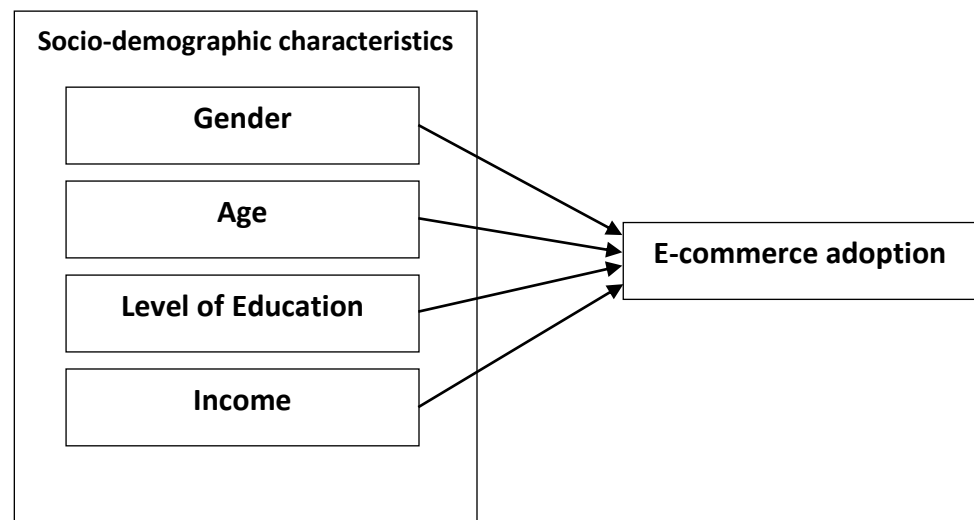 Socio-demographic characteristics
Gender
Age
Level of Education
Income
E-commerce adoption